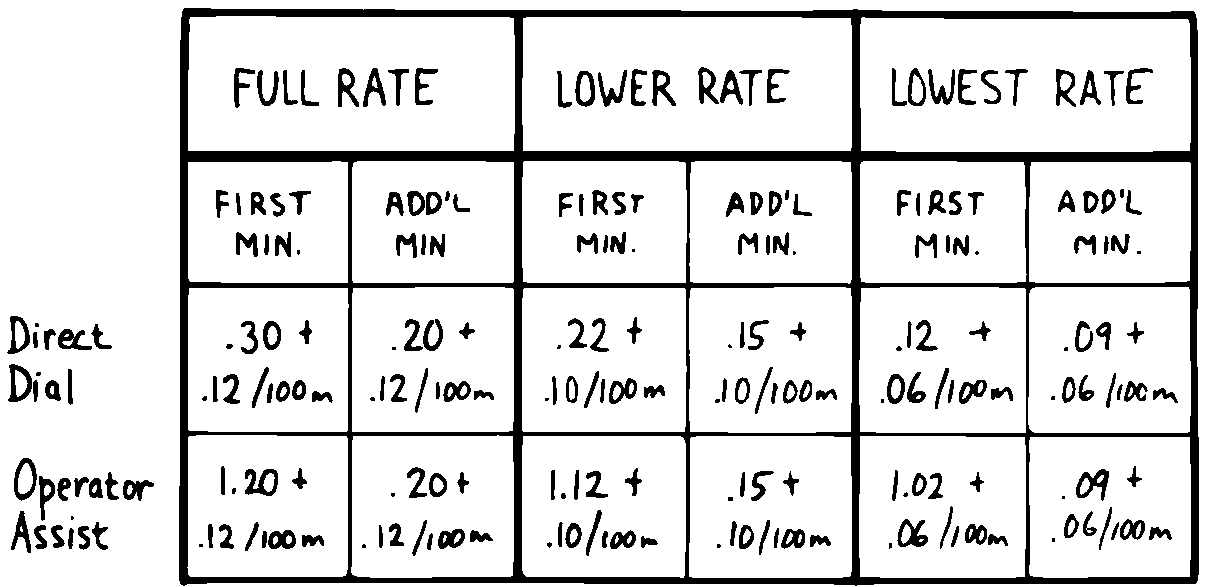 FULL RATE LOWER RATE LOWEST RATE
FIRST ADD'L FIRST ADD'L FIRST ADD'L
MIN. MIN MIN. MIN. MIN. MIN.
Direct .30 + .20 + .22 + .15 + .12 + .09 +
Dial .12/100m .12/100m .10/100m .10/100m .06/100m .06/100m
Operator 1.20 + .20 + 1.12 + .15 + 1.02 + .09 +
Assist .12/100m .12/100m .10/100m .10/100m .06/100m .06/100m